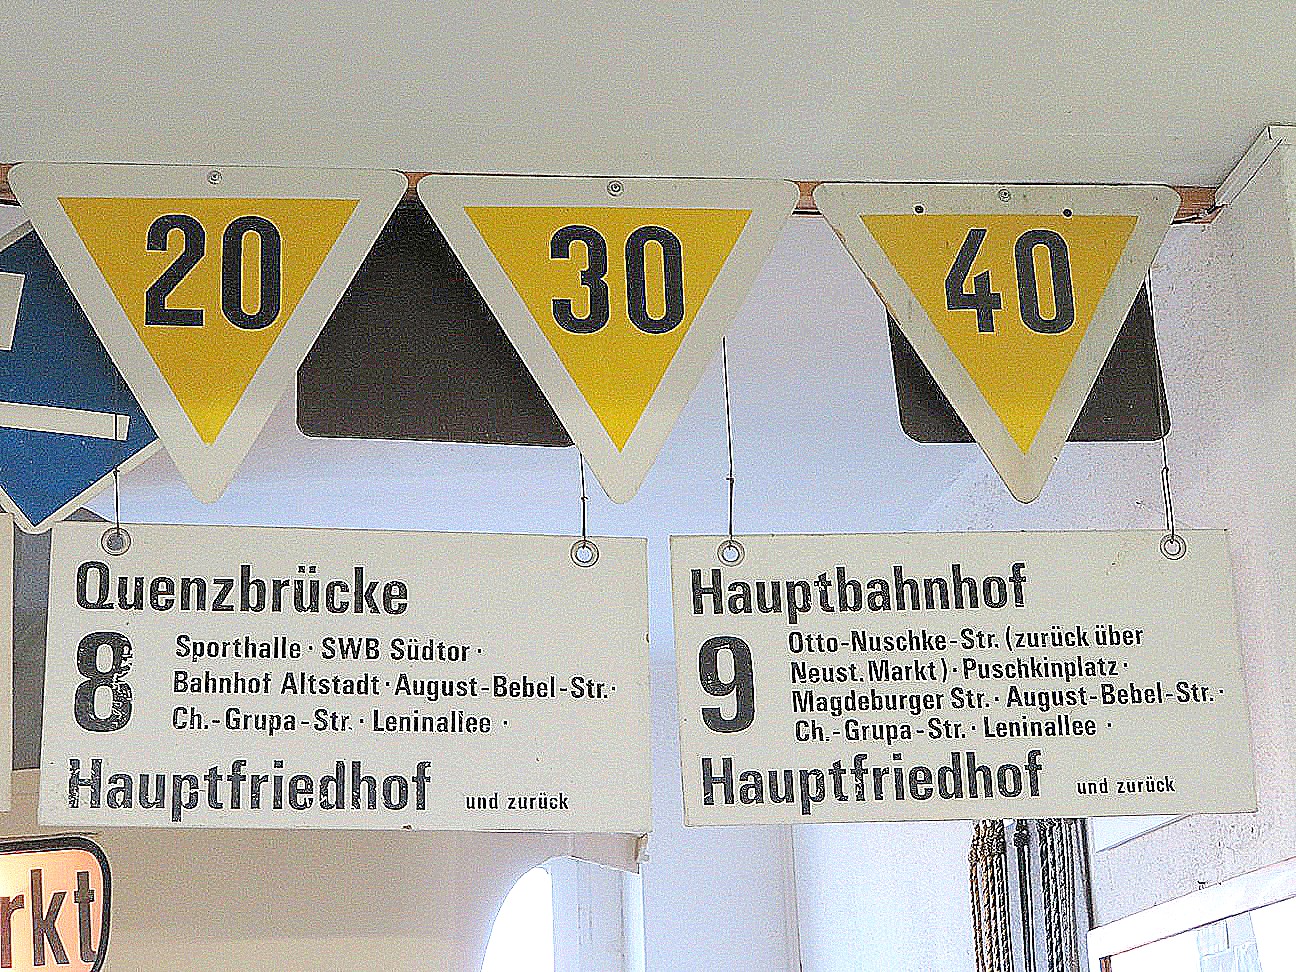 20
30
40
Quenzbrücke
8
Sporthalle · SWB Südtor ·
Bahnhof Altstadt · August-Bebel-Str. ·
Ch.-Grupa-Str. · Leninallee ·
Hauptfriedhof und zurück
Hauptbahnhof
9
Otto-Nuschke-Str. (zurück über
Neust. Markt) · Puschkinplatz ·
Magdeburger Str. · August-Bebel-Str. ·
Ch.-Grupa-Str. · Leninallee ·
Hauptfriedhof und zurück
rkt